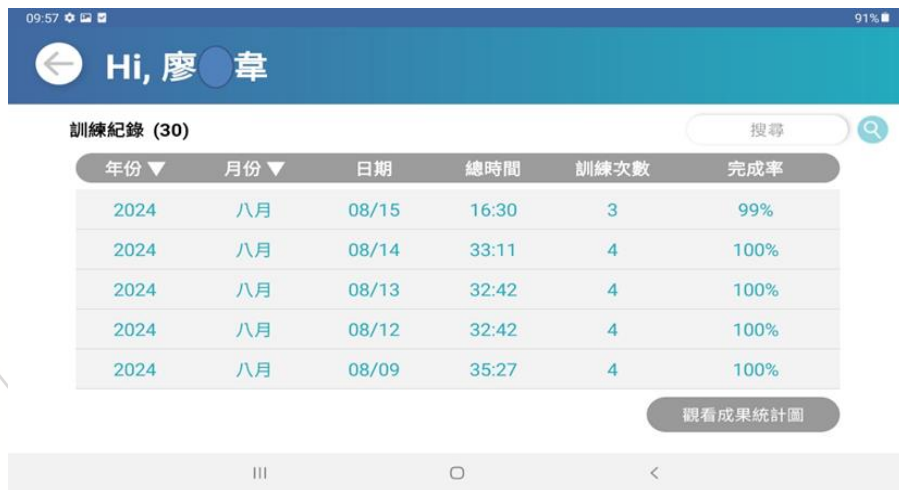 09:57 91%
Hi, 廖 韋
訓練紀錄 (30) 搜尋
年份▼ 月份▼ 日期 總時間 訓練次數 完成率
2024 八月 08/15 16:30 3 99%
2024 八月 08/14 33:11 4 100%
2024 八月 08/13 32:42 4 100%
2024 八月 08/12 32:42 4 100%
2024 八月 08/09 35:27 4 100%
觀看成果統計圖